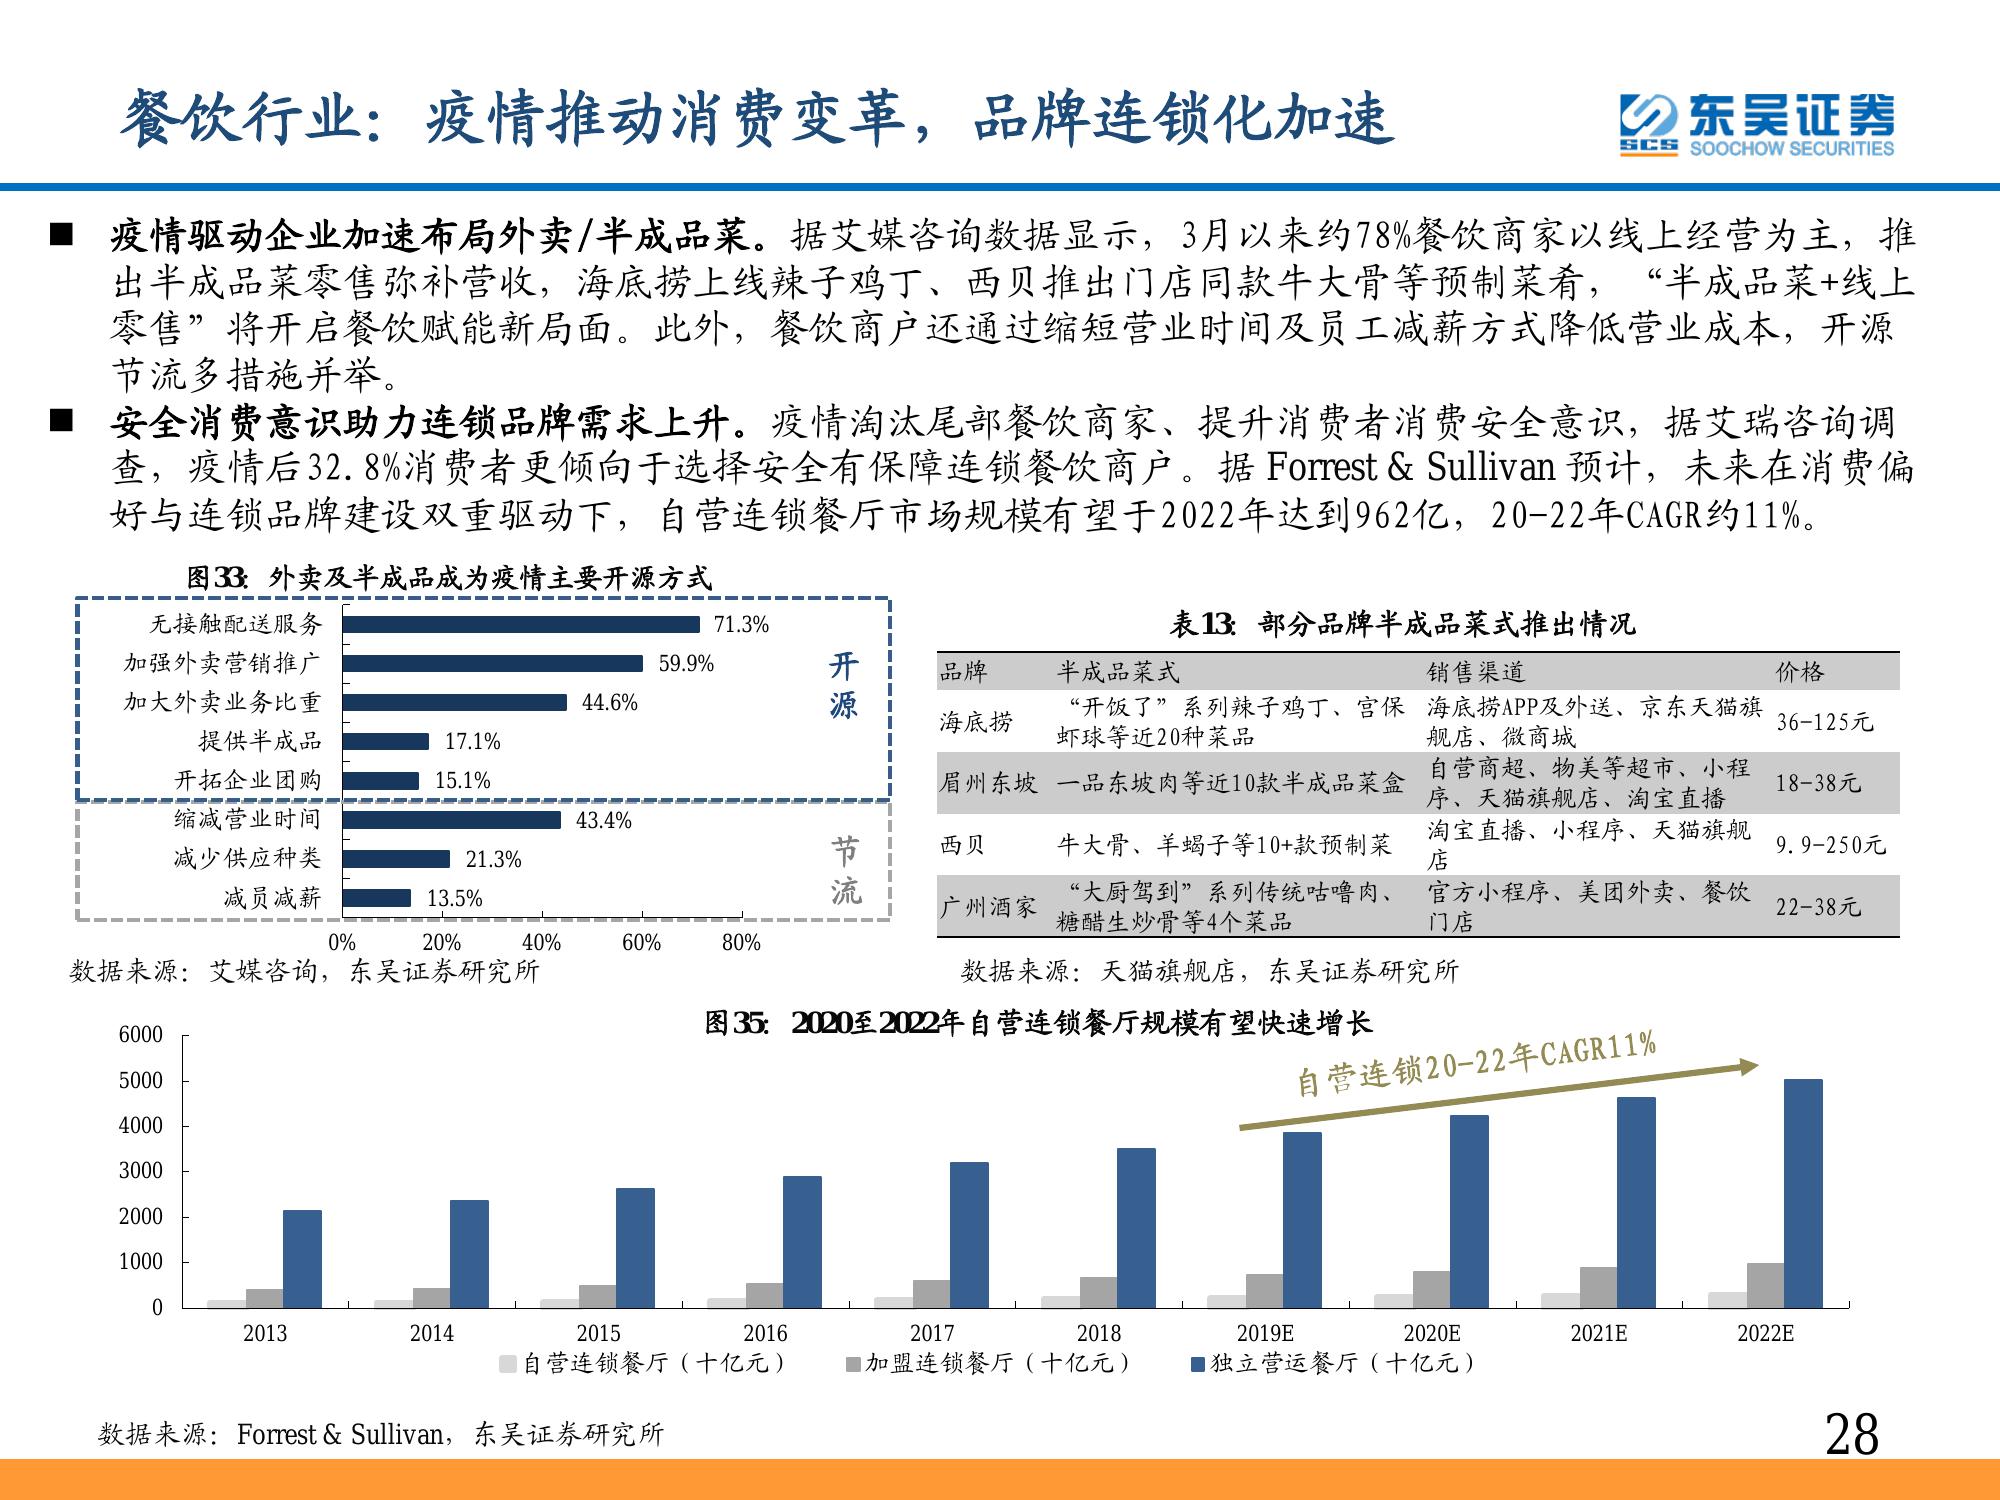 餐饮行业：疫情推动消费变革，品牌连锁化加速
东吴证券
SCS
SOOCHOW SECURITIES
■ 疫情驱动企业加速布局外卖/半成品菜。据艾媒咨询数据显示，3月以来约78%餐饮商家以线上经营为主，推
出半成品菜零售弥补营收，海底捞上线辣子鸡丁、西贝推出门店同款牛大骨等预制菜肴，“半成品菜+线上
零售”将开启餐饮赋能新局面。此外，餐饮商户还通过缩短营业时间及员工减薪方式降低营业成本，开源
节流多措施并举。
■ 安全消费意识助力连锁品牌需求上升。疫情淘汰尾部餐饮商家、提升消费者消费安全意识，据艾瑞咨询调
查，疫情后32.8%消费者更倾向于选择安全有保障连锁餐饮商户。据 Forrest & Sullivan 预计，未来在消费偏
好与连锁品牌建设双重驱动下，自营连锁餐厅市场规模有望于2022年达到962亿，20-22年CAGR约11%。
图33：外卖及半成品成为疫情主要开源方式
无接触配送服务 71.3%
加强外卖营销推广 59.9%
加大外卖业务比重 44.6%
提供半成品 17.1%
开拓企业团购 15.1%
开
源
缩减营业时间 43.4%
减少供应种类 21.3%
减员减薪 13.5%
节
流
0% 20% 40% 60% 80%
数据来源：艾媒咨询，东吴证券研究所
表13：部分品牌半成品菜式推出情况
品牌 半成品菜式 销售渠道 价格
海底捞 “开饭了”系列辣子鸡丁、宫保 海底捞APP及外送、京东天猫旗 36-125元
虾球等近20种菜品 舰店、微商城
眉州东坡 一品东坡肉等近10款半成品菜盒 自营商超、物美等超市、小程 18-38元
序、天猫旗舰店、淘宝直播
西贝 牛大骨、羊蝎子等10+款预制菜 淘宝直播、小程序、天猫旗舰 9.9-250元
店
广州酒家 “大厨驾到”系列传统咕噜肉、 官方小程序、美团外卖、餐饮 22-38元
糖醋生炒骨等4个菜品 门店
数据来源：天猫旗舰店，东吴证券研究所
图35：2020至2022年自营连锁餐厅规模有望快速增长
自营连锁20-22年CAGR11%
6000
5000
4000
3000
2000
1000
0
2013 2014 2015 2016 2017 2018 2019E 2020E 2021E 2022E
自营连锁餐厅（十亿元） 加盟连锁餐厅（十亿元） 独立营运餐厅（十亿元）
数据来源：Forrest & Sullivan，东吴证券研究所
28